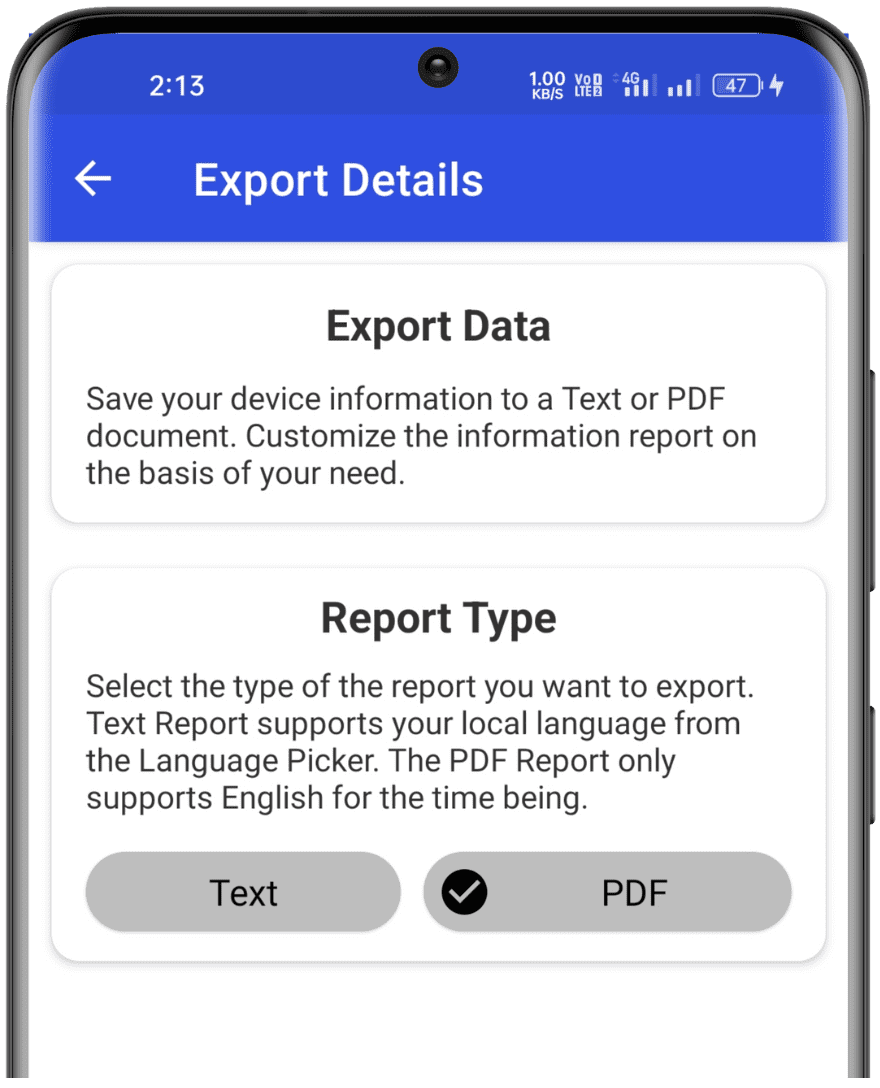 2:13
1.00
KB/S
Vo 1
LTE 2
4G
47
Export Details
Export Data
Save your device information to a Text or PDF
document. Customize the information report on
the basis of your need.
Report Type
Select the type of the report you want to export.
Text Report supports your local language from
the Language Picker. The PDF Report only
supports English for the time being.
Text
PDF